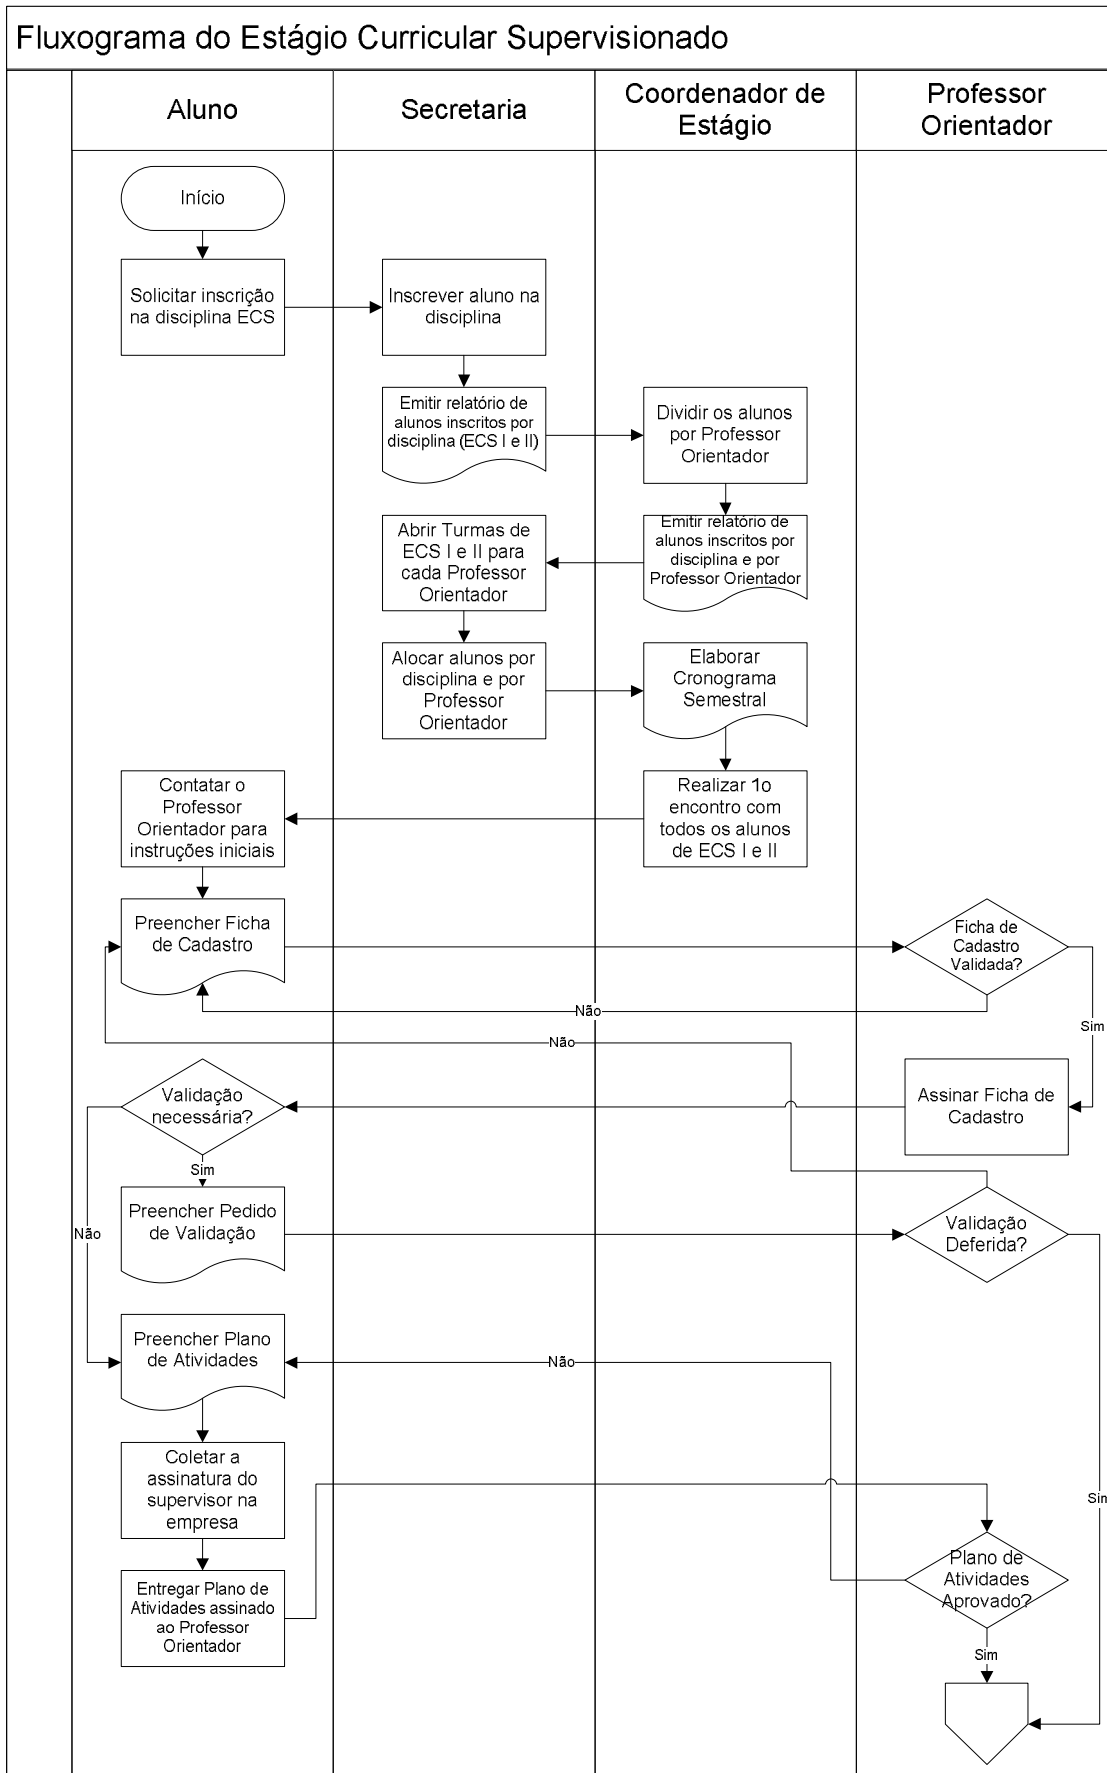 Fluxograma do Estágio Curricular Supervisionado
Aluno
Secretaria
Coordenador de
Estágio
Professor
Orientador
Início
Solicitar inscrição
na disciplina ECS
Inscrever aluno na
disciplina
Emitir relatório de
alunos inscritos por
disciplina (ECS I e II)
Dividir os alunos
por Professor
Orientador
Abrir Turmas de
ECS I e II para
cada Professor
Orientador
Emitir relatório de
alunos inscritos por
disciplina e por
Professor Orientador
Alocar alunos por
disciplina e por
Professor
Orientador
Elaborar
Cronograma
Semestral
Contatar o
Professor
Orientador para
instruções iniciais
Realizar 1o
encontro com
todos os alunos
de ECS I e II
Preencher Ficha
de Cadastro
Ficha de
Cadastro
Validada?
Não
Sim
Não
Validação
necessária?
Assinar Ficha de
Cadastro
Sim
Preencher Pedido
de Validação
Não
Validação
Deferida?
Preencher Plano
de Atividades
Não
Coletar a
assinatura do
supervisor na
empresa
Sim
Entregar Plano de
Atividades assinado
ao Professor
Orientador
Plano de
Atividades
Aprovado?
Sim